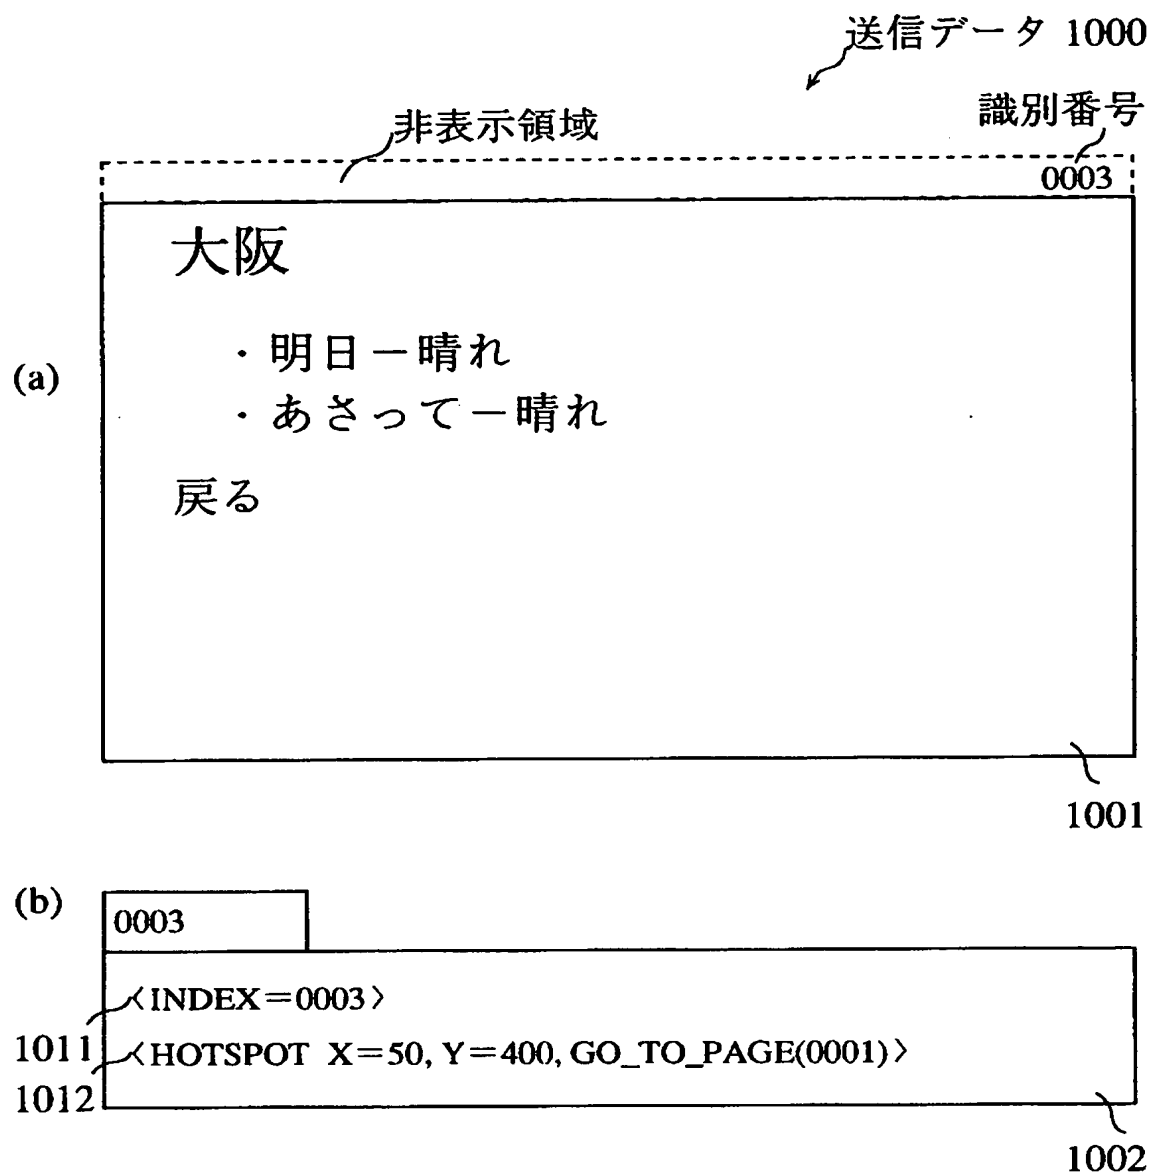 送信データ 1000
非表示領域
識別番号
0003
大阪
・明日－晴れ
(a)
・あさって－晴れ
戻る
1001
(b)
0003
〈INDEX＝0003〉
1011
〈HOTSPOT X＝50, Y＝400, GO_TO_PAGE(0001)〉
1012
1002